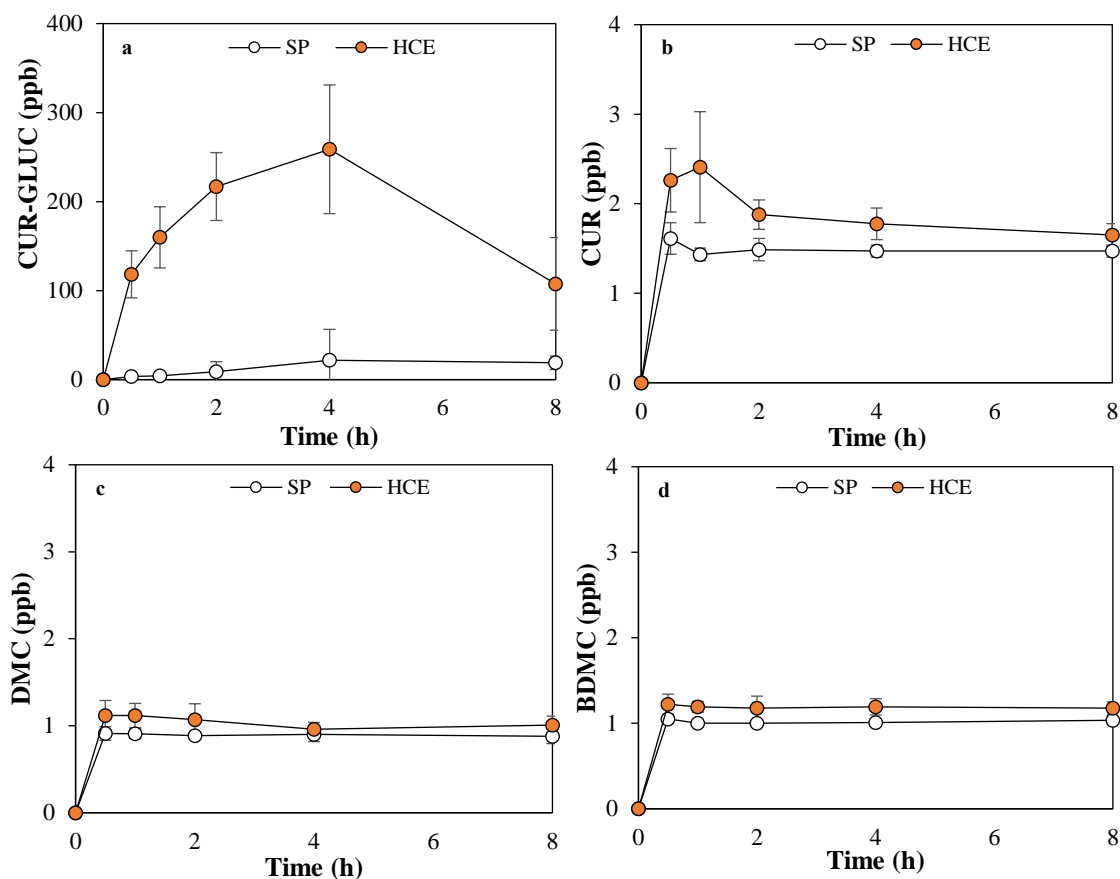 a SP HCE
400
300
200
100
0
CUR-GLUC (ppb)
0 2 4 6 8
Time (h)
b SP HCE
4
3
2
1
0
CUR (ppb)
0 2 4 6 8
Time (h)
c SP HCE
4
3
2
1
0
DMC (ppb)
0 2 4 6 8
Time (h)
d SP HCE
4
3
2
1
0
BDMC (ppb)
0 2 4 6 8
Time (h)